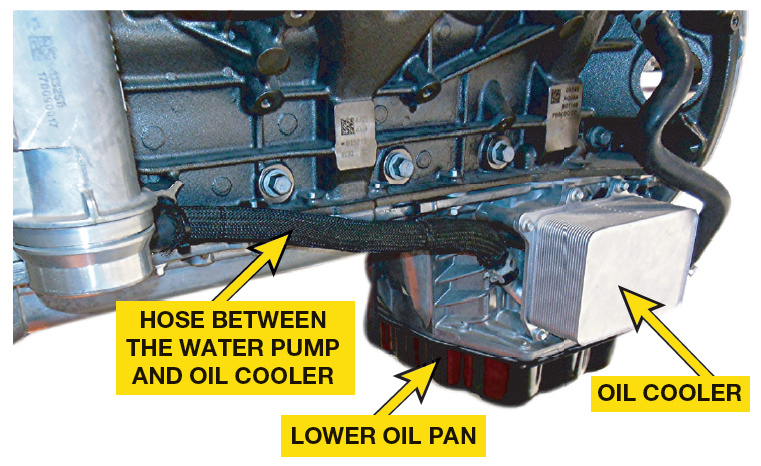 HOSE BETWEEN
THE WATER PUMP
AND OIL COOLER
LOWER OIL PAN
OIL COOLER